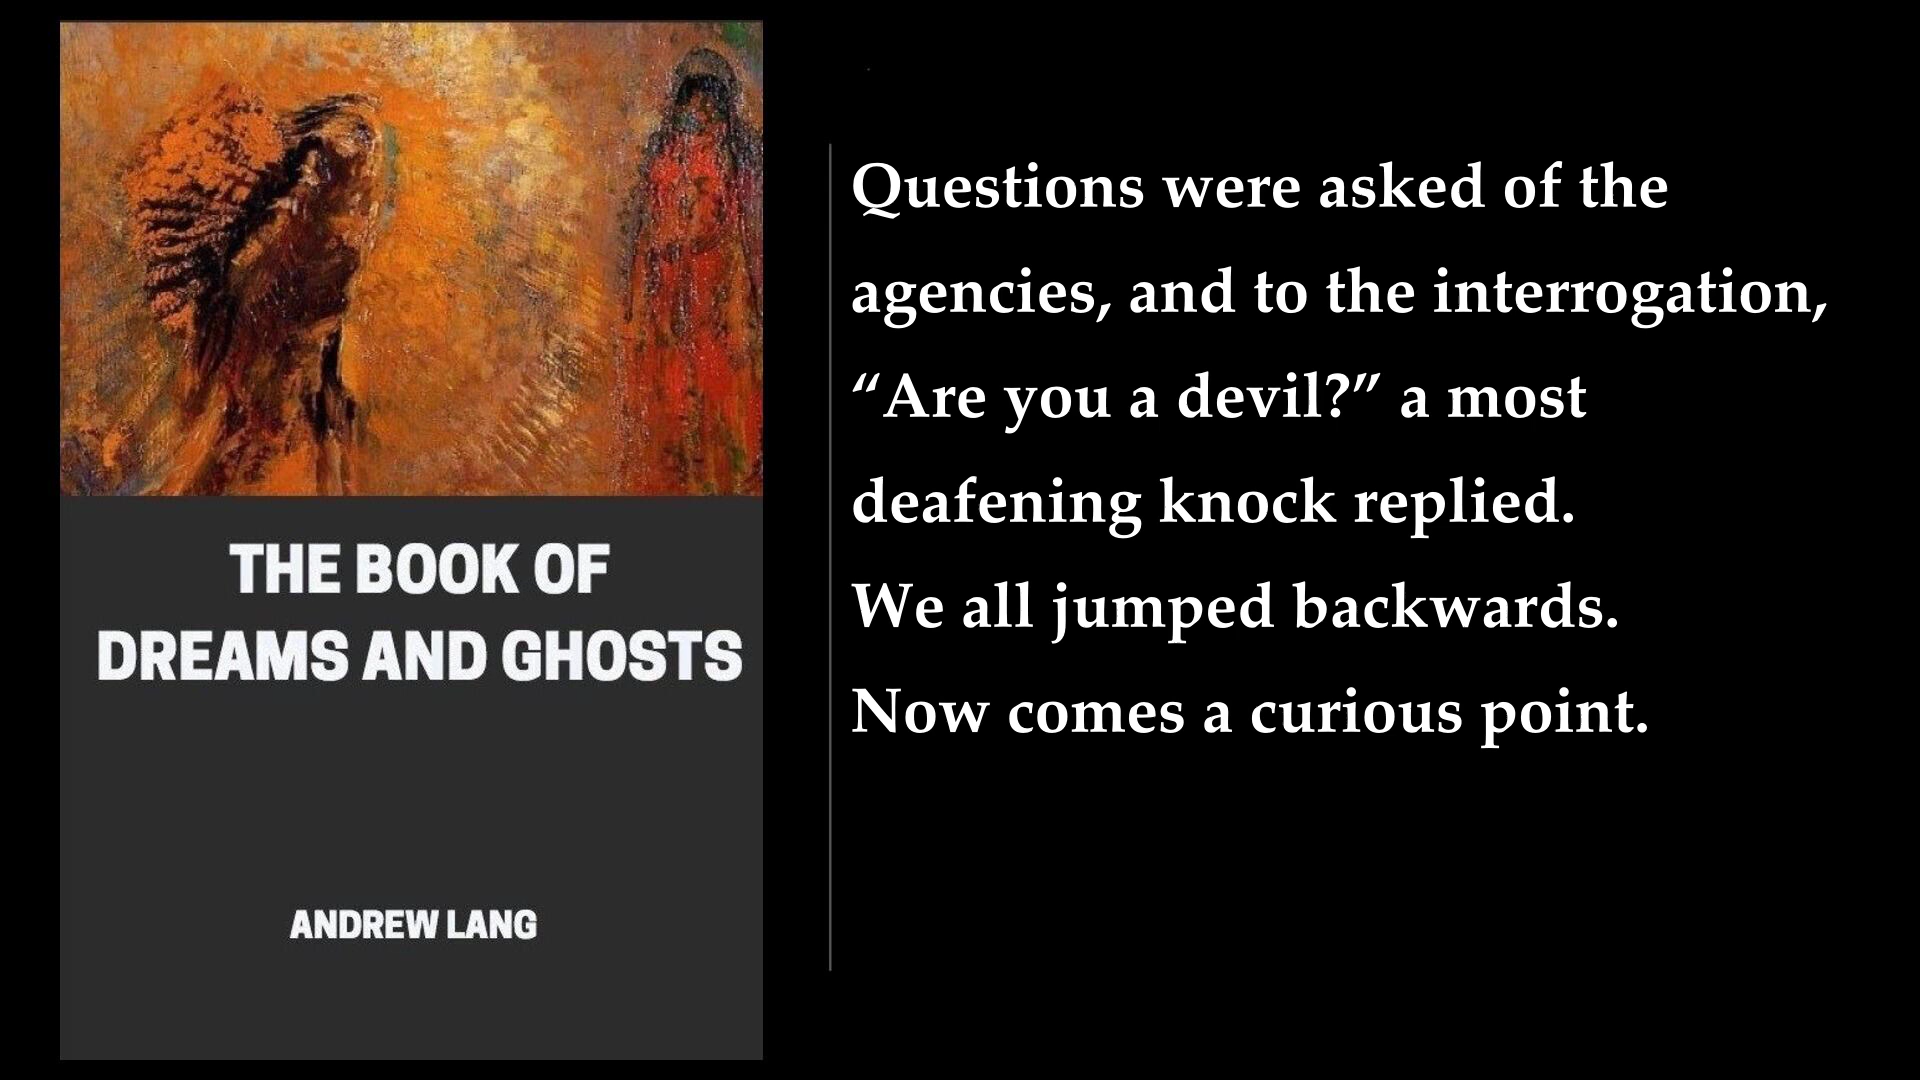 THE BOOK OF
DREAMS AND GHOSTS
ANDREW LANG
Questions were asked of the
agencies, and to the interrogation,
“Are you a devil?” a most
deafening knock replied.
We all jumped backwards.
Now comes a curious point.